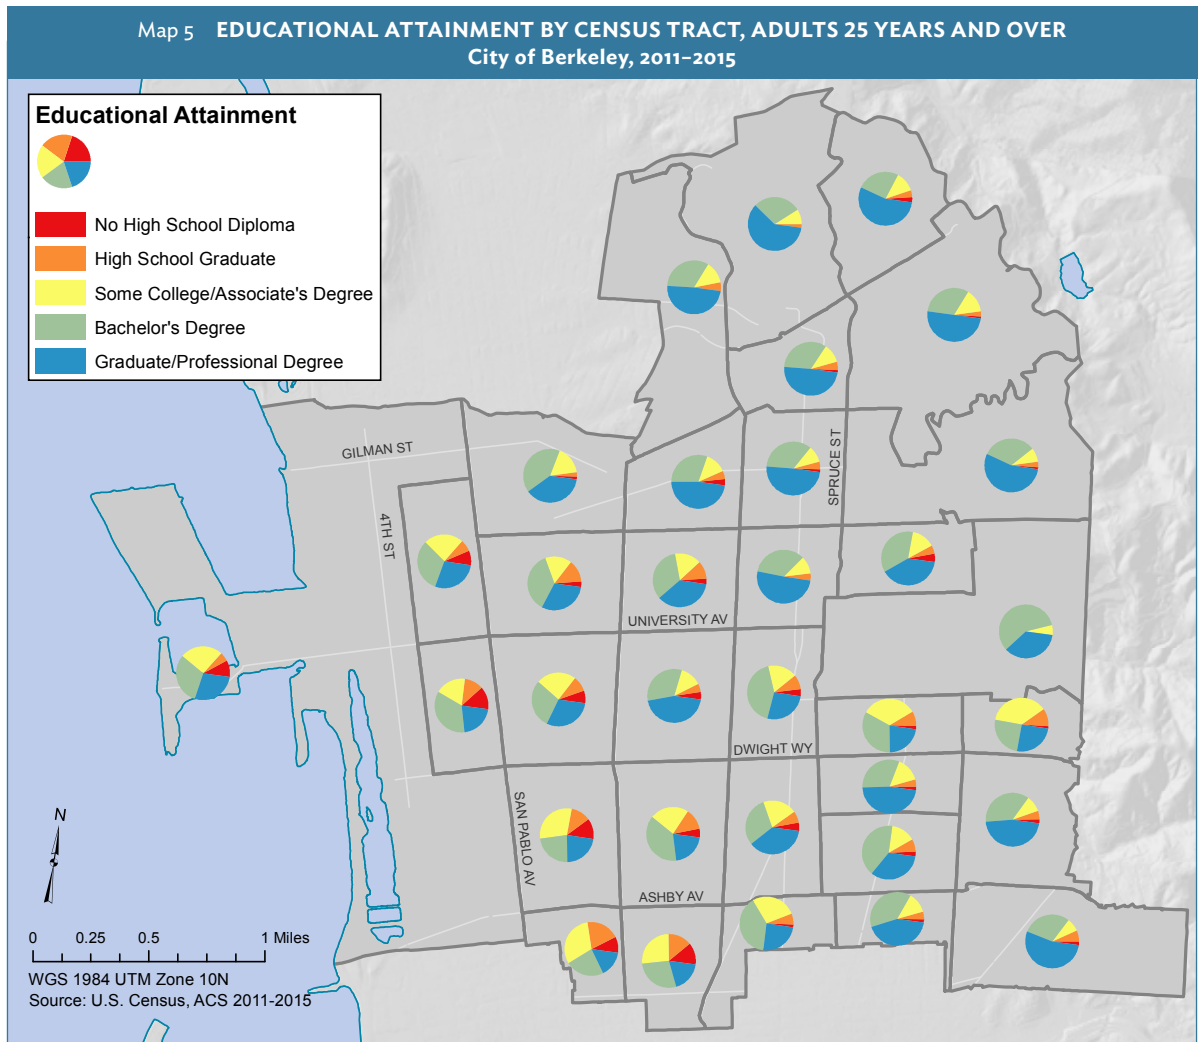 Map 5 EDUCATIONAL ATTAINMENT BY CENSUS TRACT, ADULTS 25 YEARS AND OVER
City of Berkeley, 2011–2015
Educational Attainment
No High School Diploma
High School Graduate
Some College/Associate's Degree
Bachelor's Degree
Graduate/Professional Degree
GILMAN ST
SPRUCE ST
4TH ST
UNIVERSITY AV
DWIGHT WY
SAN PABLO AV
ASHBY AV
N
0 0.25 0.5 1 Miles
WGS 1984 UTM Zone 10N
Source: U.S. Census, ACS 2011-2015